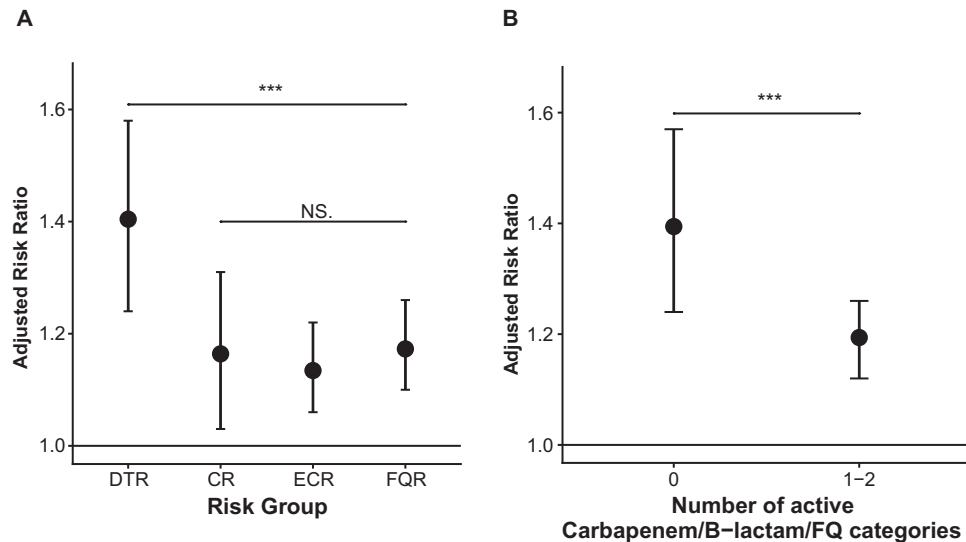 A
Adjusted Risk Ratio
1.6
1.4
1.2
1.0
***
NS.
DTR CR ECR FQR
Risk Group
B
Adjusted Risk Ratio
1.6
1.4
1.2
1.0
***
0 1−2
Number of active
Carbapenem/B−lactam/FQ categories